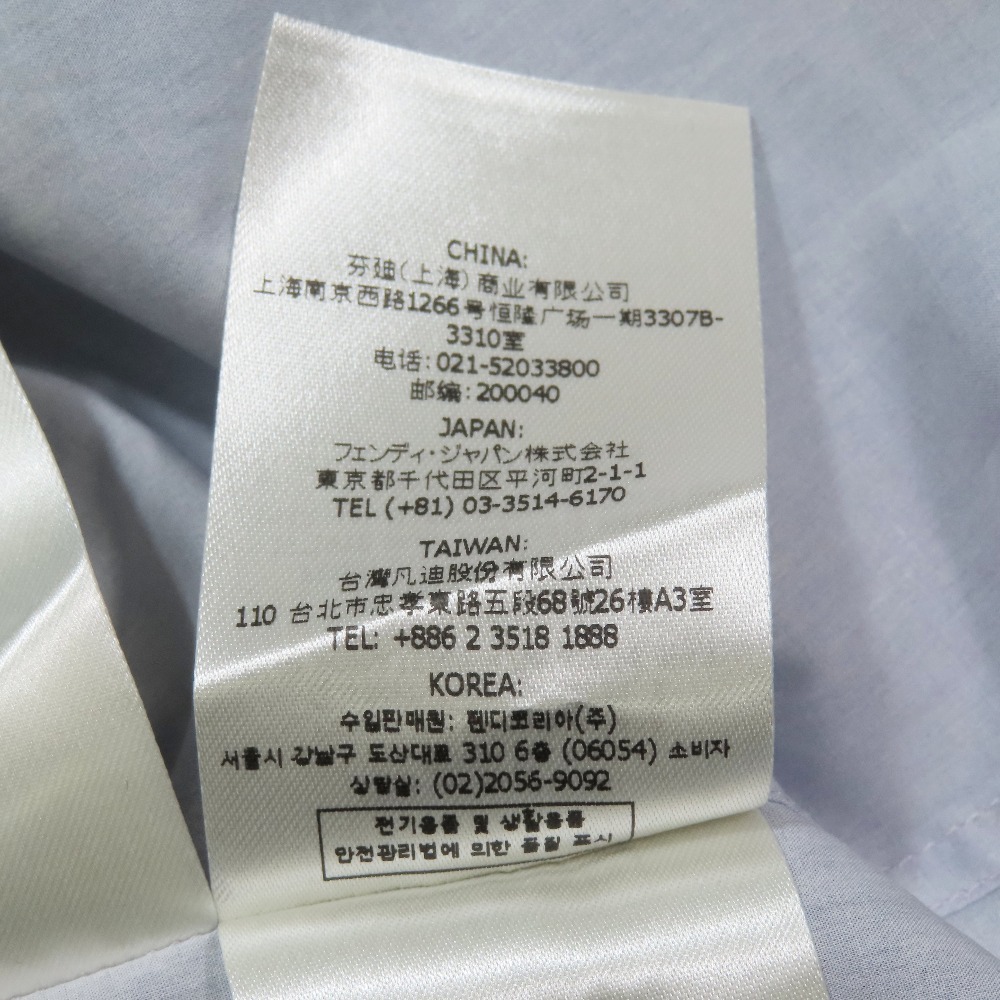 CHINA:
芬迪(上海)商业有限公司
上海南京西路1266号恒隆广场一期3307B-
3310室
电话:021-52033800
邮编:200040
JAPAN:
フェンディ・ジャパン株式会社
東京都千代田区平河町2-1-1
TEL (+81) 03-3514-6170
TAIWAN:
台灣凡迪股份有限公司
110 台北市忠孝東路五段68號26樓A3室
TEL: +886 2 3518 1888
KOREA:
수입판매원: 펜디코리아(주)
서울시 강남구 도산대로 310 6층 (06054) 소비자
상담실: (02)2056-9092
전기용품 및 생활용품
안전관리법에 의한 품질 표시